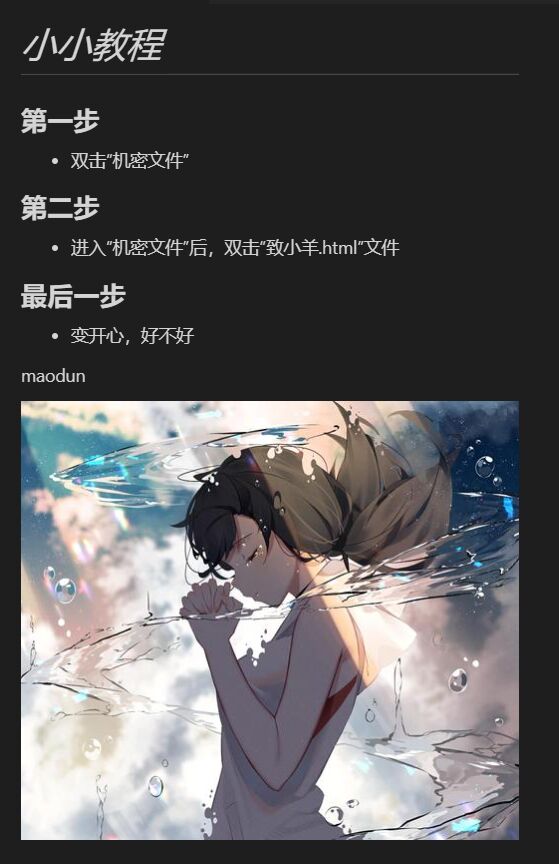 小小教程
第一步
双击“机密文件”
第二步
进入“机密文件”后，双击“致小羊.html”文件
最后一步
变开心，好不好
maodun